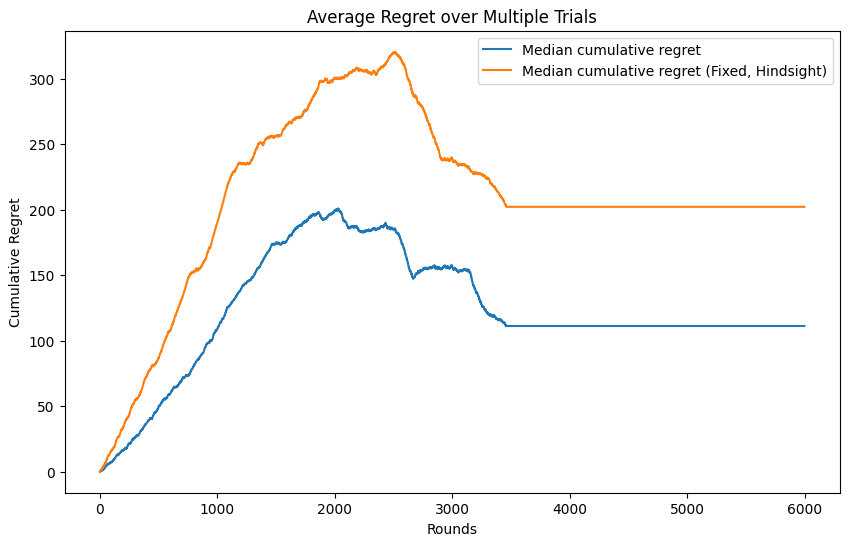 Average Regret over Multiple Trials
Median cumulative regret
Median cumulative regret (Fixed, Hindsight)
Cumulative Regret
300
250
200
150
100
50
0
0 1000 2000 3000 4000 5000 6000
Rounds